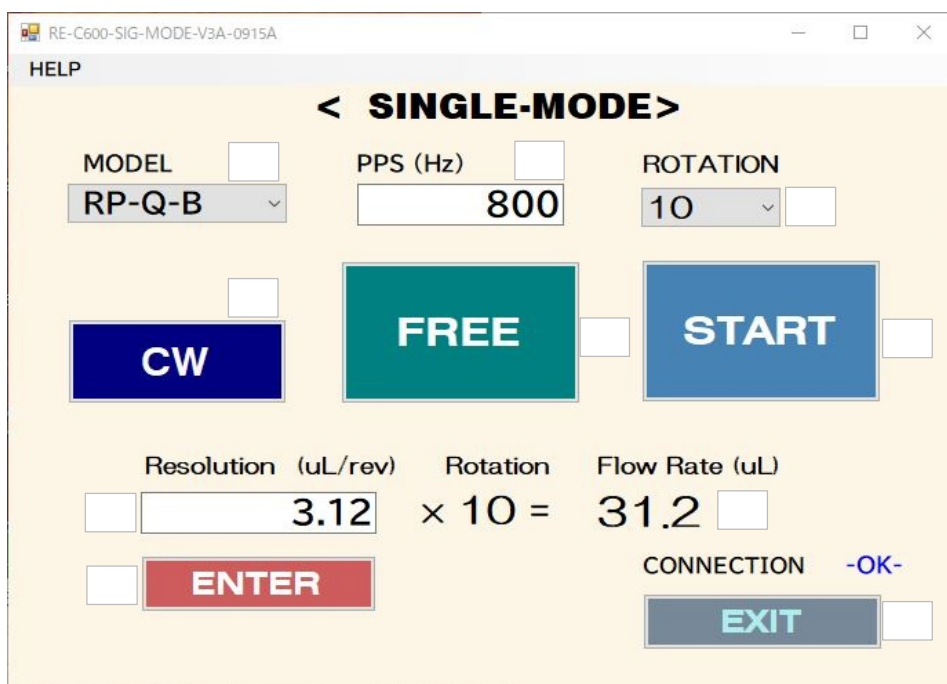 RE-C600-SIG-MODE-V3A-0915A
HELP
< SINGLE-MODE>
MODEL PPS (Hz) ROTATION
RP-Q-B 800 10
CW FREE START
Resolution (uL/rev) Rotation Flow Rate (uL)
3.12 × 10 = 31.2
ENTER
CONNECTION -OK-
EXIT